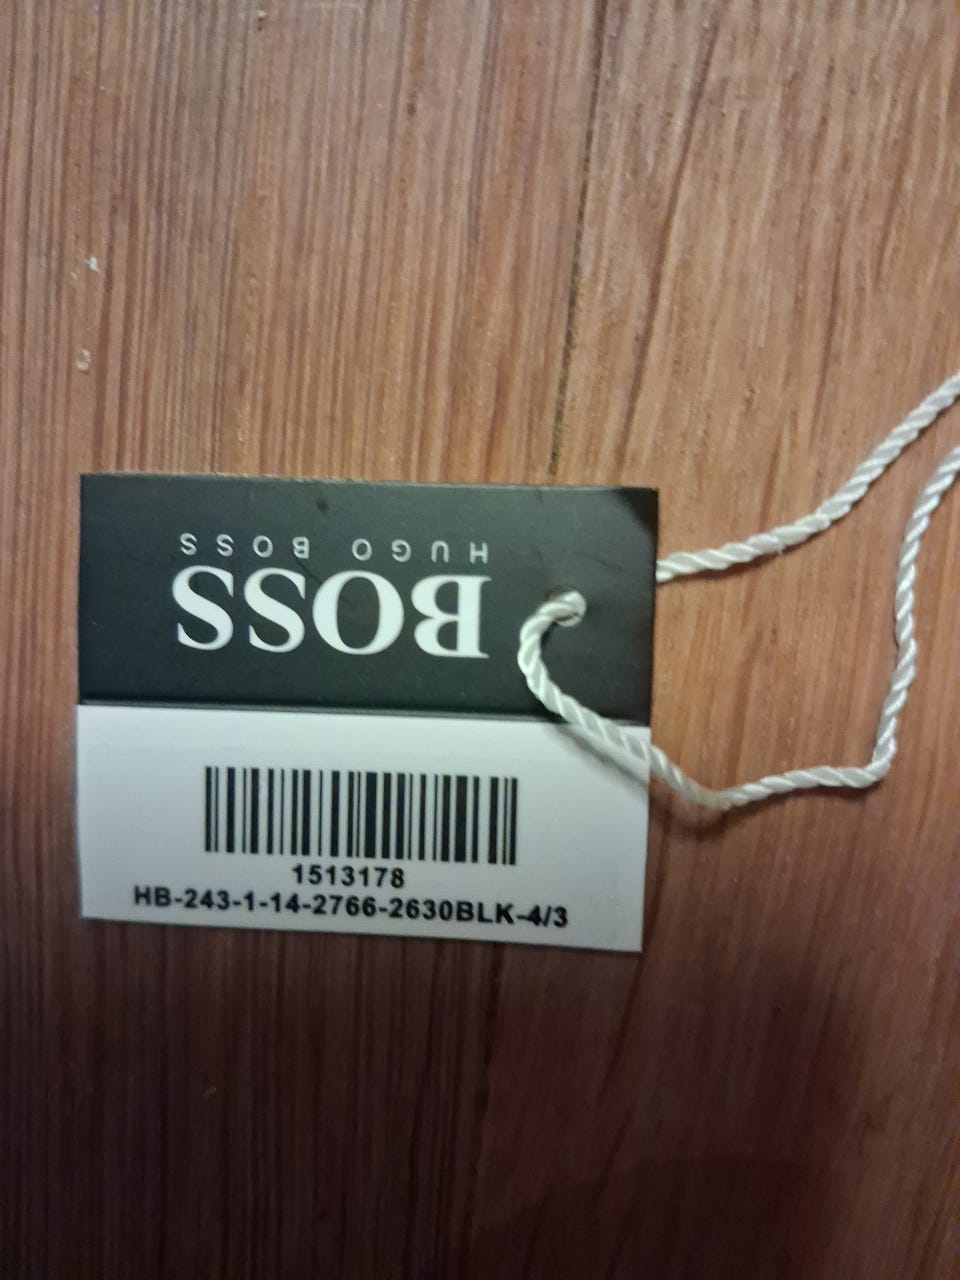 BOSS
HUGO BOSS
1513178
HB-243-1-14-2766-2630BLK-4/3